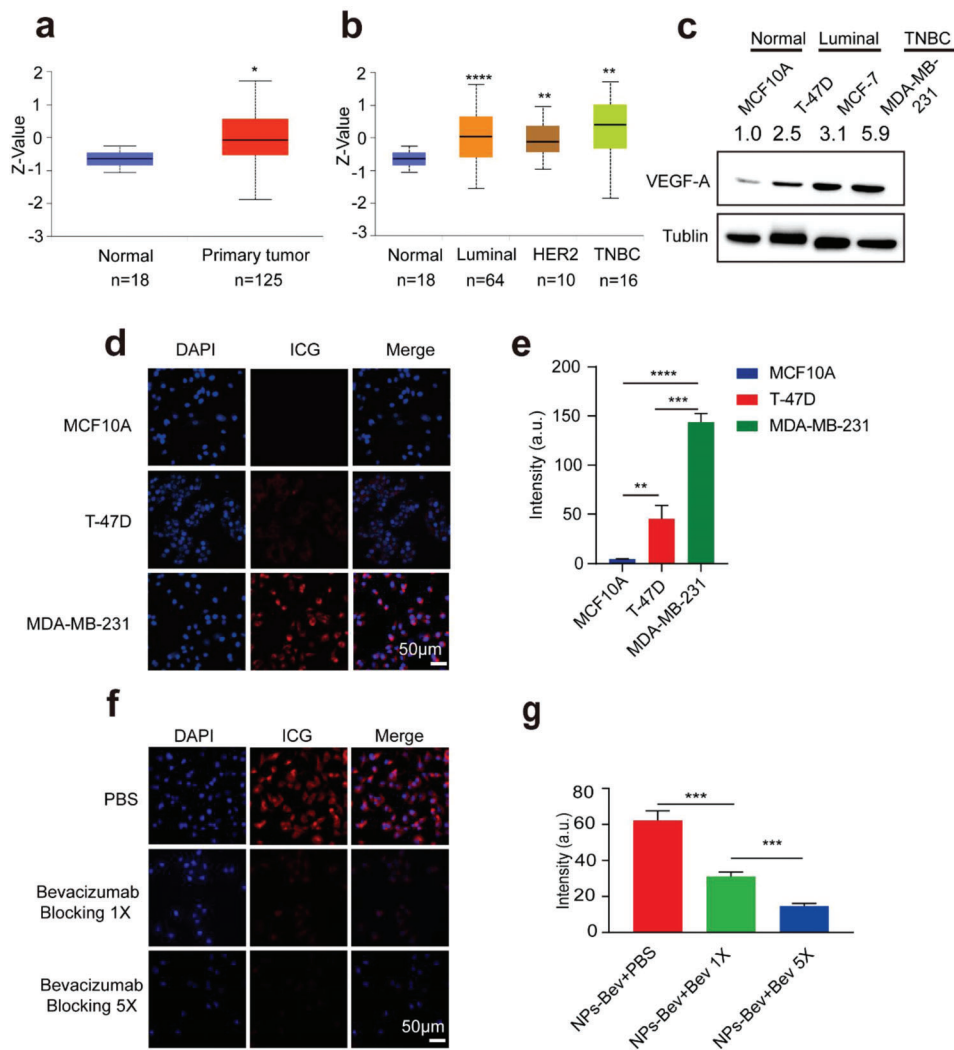 a
Z-Value
2
1
0
-1
-2
-3
*
Normal
n=18
Primary tumor
n=125
b
Z-Value
2
1
0
-1
-2
-3
****
**
**
Normal
n=18
Luminal
n=64
HER2
n=10
TNBC
n=16
c
Normal Luminal TNBC
MCF10A T-47D MCF-7 MDA-MB-
231
1.0 2.5 3.1 5.9
VEGF-A
Tublin
d
DAPI ICG Merge
MCF10A
T-47D
MDA-MB-231
50μm
e
Intensity (a.u.)
200
150
100
50
0
****
***
**
MCF10A
T-47D
MDA-MB-231
MCF10A
T-47D
MDA-MB-231
f
DAPI ICG Merge
PBS
Bevacizumab
Blocking 1X
Bevacizumab
Blocking 5X
50μm
g
Intensity (a.u.)
80
60
40
20
0
***
***
NPs-Bev+PBS
NPs-Bev+Bev 1X
NPs-Bev+Bev 5X